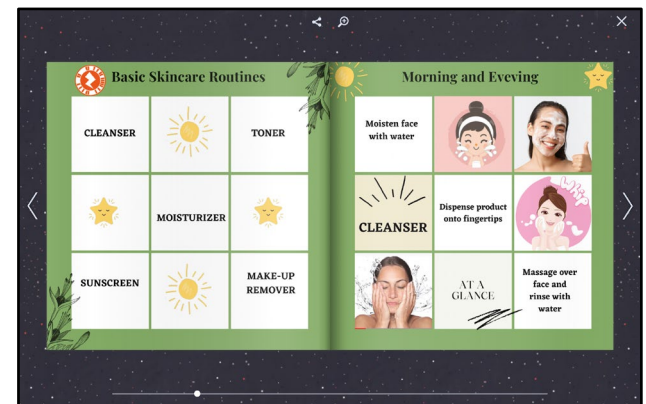 Basic Skincare Routines
CLEANSER
TONER
MOISTURIZER
SUNSCREEN
MAKE-UP
REMOVER
Morning and Eveving
Moisten face
with water
CLEANSER
Dispense product
onto fingertips
AT A
GLANCE
Massage over
face and
rinse with
water